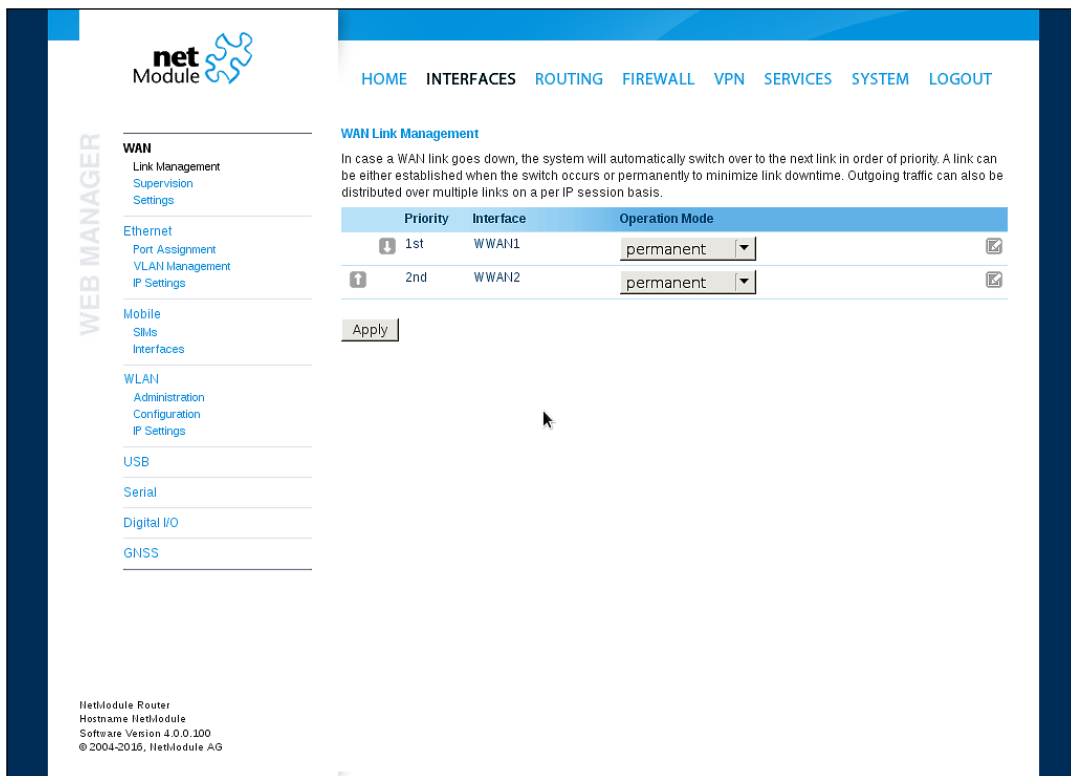 net
Module
HOME INTERFACES ROUTING FIREWALL VPN SERVICES SYSTEM LOGOUT
WEB MANAGER
WAN
Link Management
Supervision
Settings
Ethernet
Port Assignment
VLAN Management
IP Settings
Mobile
SIMs
Interfaces
WLAN
Administration
Configuration
IP Settings
USB
Serial
Digital I/O
GNSS
WAN Link Management
In case a WAN link goes down, the system will automatically switch over to the next link in order of priority. A link can
be either established when the switch occurs or permanently to minimize link downtime. Outgoing traffic can also be
distributed over multiple links on a per IP session basis.
Priority Interface Operation Mode
1st WWAN1 permanent
2nd WWAN2 permanent
Apply
NetModule Router
Hostname NetModule
Software Version 4.0.0.100
© 2004-2016, NetModule AG